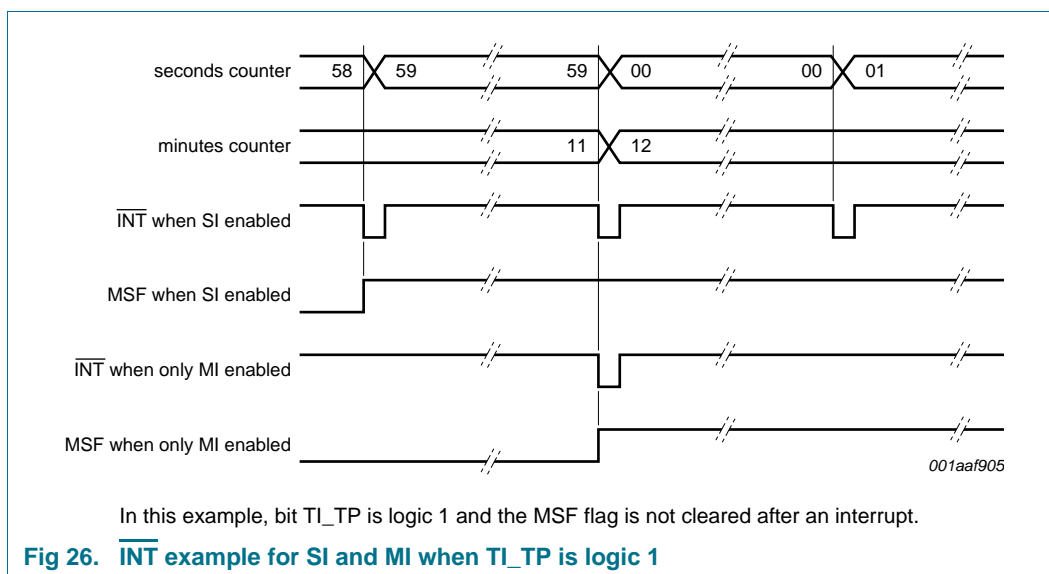 seconds counter 58 59 59 00 00 01
minutes counter 11 12
INT when SI enabled
MSF when SI enabled
INT when only MI enabled
MSF when only MI enabled
001aaf905
In this example, bit TI_TP is logic 1 and the MSF flag is not cleared after an interrupt.
Fig 26. INT example for SI and MI when TI_TP is logic 1